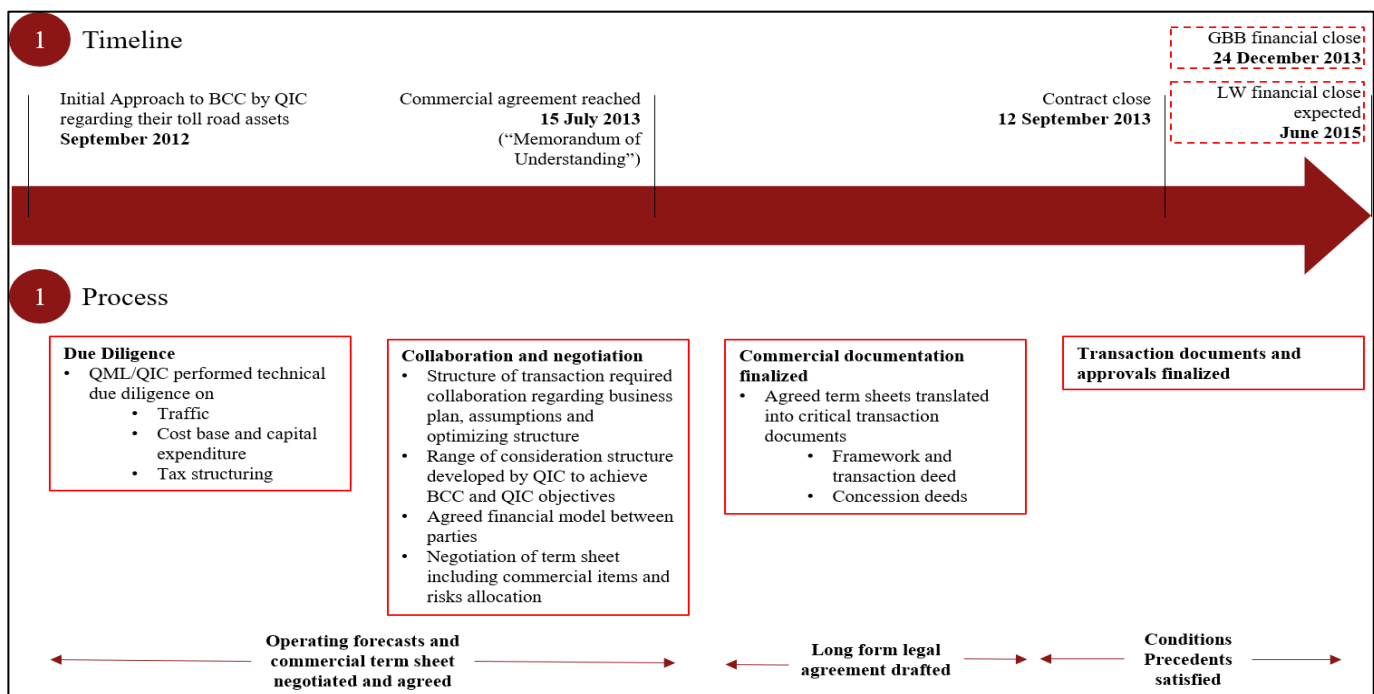 1 Timeline
Initial Approach to BCC by QIC
regarding their toll road assets
September 2012
Commercial agreement reached
15 July 2013
(“Memorandum of
Understanding”)
Contract close
12 September 2013
GBB financial close
24 December 2013
LW financial close
expected
June 2015
1 Process
Due Diligence
• QML/QIC performed technical
due diligence on
• Traffic
• Cost base and capital
expenditure
• Tax structuring
Collaboration and negotiation
• Structure of transaction required
collaboration regarding business
plan, assumptions and
optimizing structure
• Range of consideration structure
developed by QIC to achieve
BCC and QIC objectives
• Agreed financial model between
parties
• Negotiation of term sheet
including commercial items and
risks allocation
Commercial documentation
finalized
• Agreed term sheets translated
into critical transaction
documents
• Framework and
transaction deed
• Concession deeds
Transaction documents and
approvals finalized
Operating forecasts and
commercial term sheet
negotiated and agreed
Long form legal
agreement drafted
Conditions
Precedents
satisfied